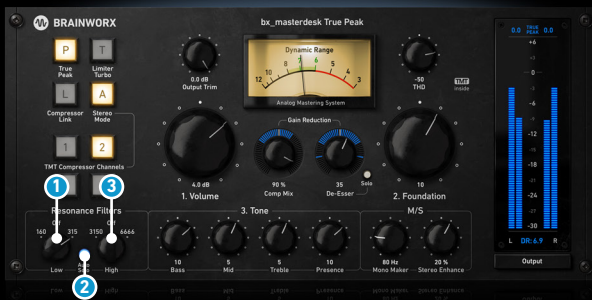 BRAINWORX
bx_masterdesk True Peak
P
T
True
Peak
Limiter
Turbo
L
A
Compressor
Link
Stereo
Mode
1
2
TMT Compressor Channels
0.0 dB
Output Trim
Dynamic Range
12 10 8 7 6 5 4 3
Analog Mastering System
-50
THD
TMT
inside
Gain Reduction
4.0 dB
1. Volume
90 %
Comp Mix
35
De-Esser
Solo
10
2. Foundation
0.0 TRUE PEAK 0.0
+6
+3
0
-6
-12
-18
-24
-30
L DR: 6.9 R
Output
1
3
Resonance Filters
Off
160 315
3150 6666
Low
Auto
Solo
High
2
3. Tone
10
Bass
5
Mid
5
Treble
10
Presence
M/S
80 Hz
Mono Maker
20 %
Stereo Enhance